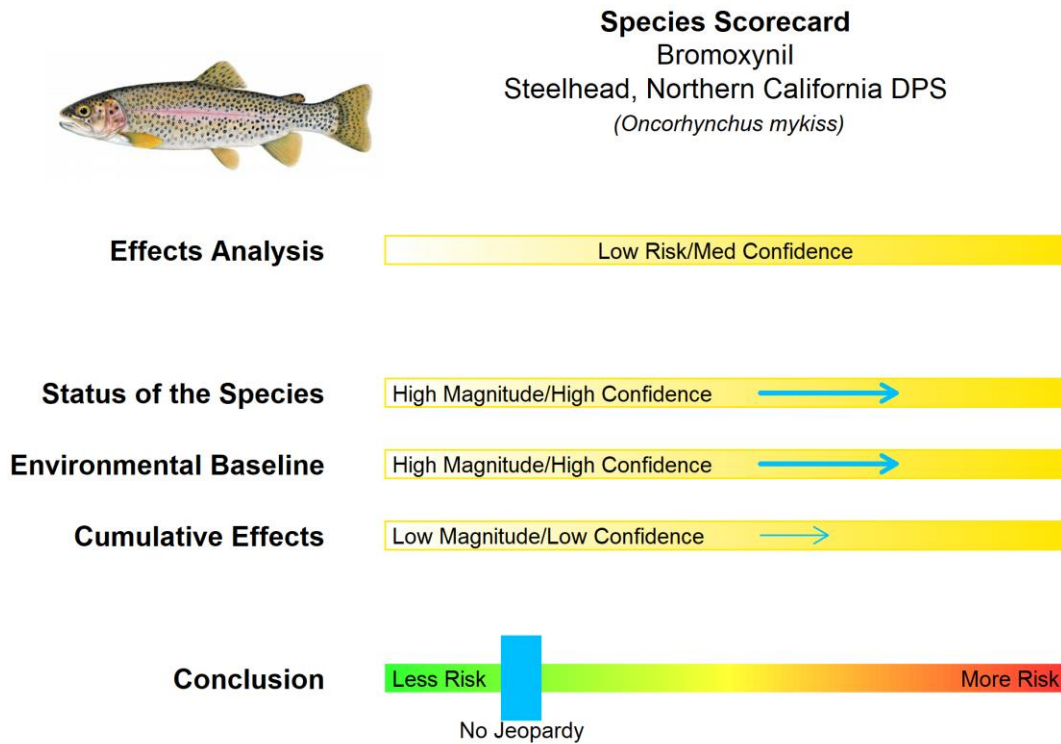 Species Scorecard
Bromoxynil
Steelhead, Northern California DPS
(Oncorhynchus mykiss)
Effects Analysis
Low Risk/Med Confidence
Status of the Species
High Magnitude/High Confidence
Environmental Baseline
High Magnitude/High Confidence
Cumulative Effects
Low Magnitude/Low Confidence
Conclusion
Less Risk
More Risk
No Jeopardy